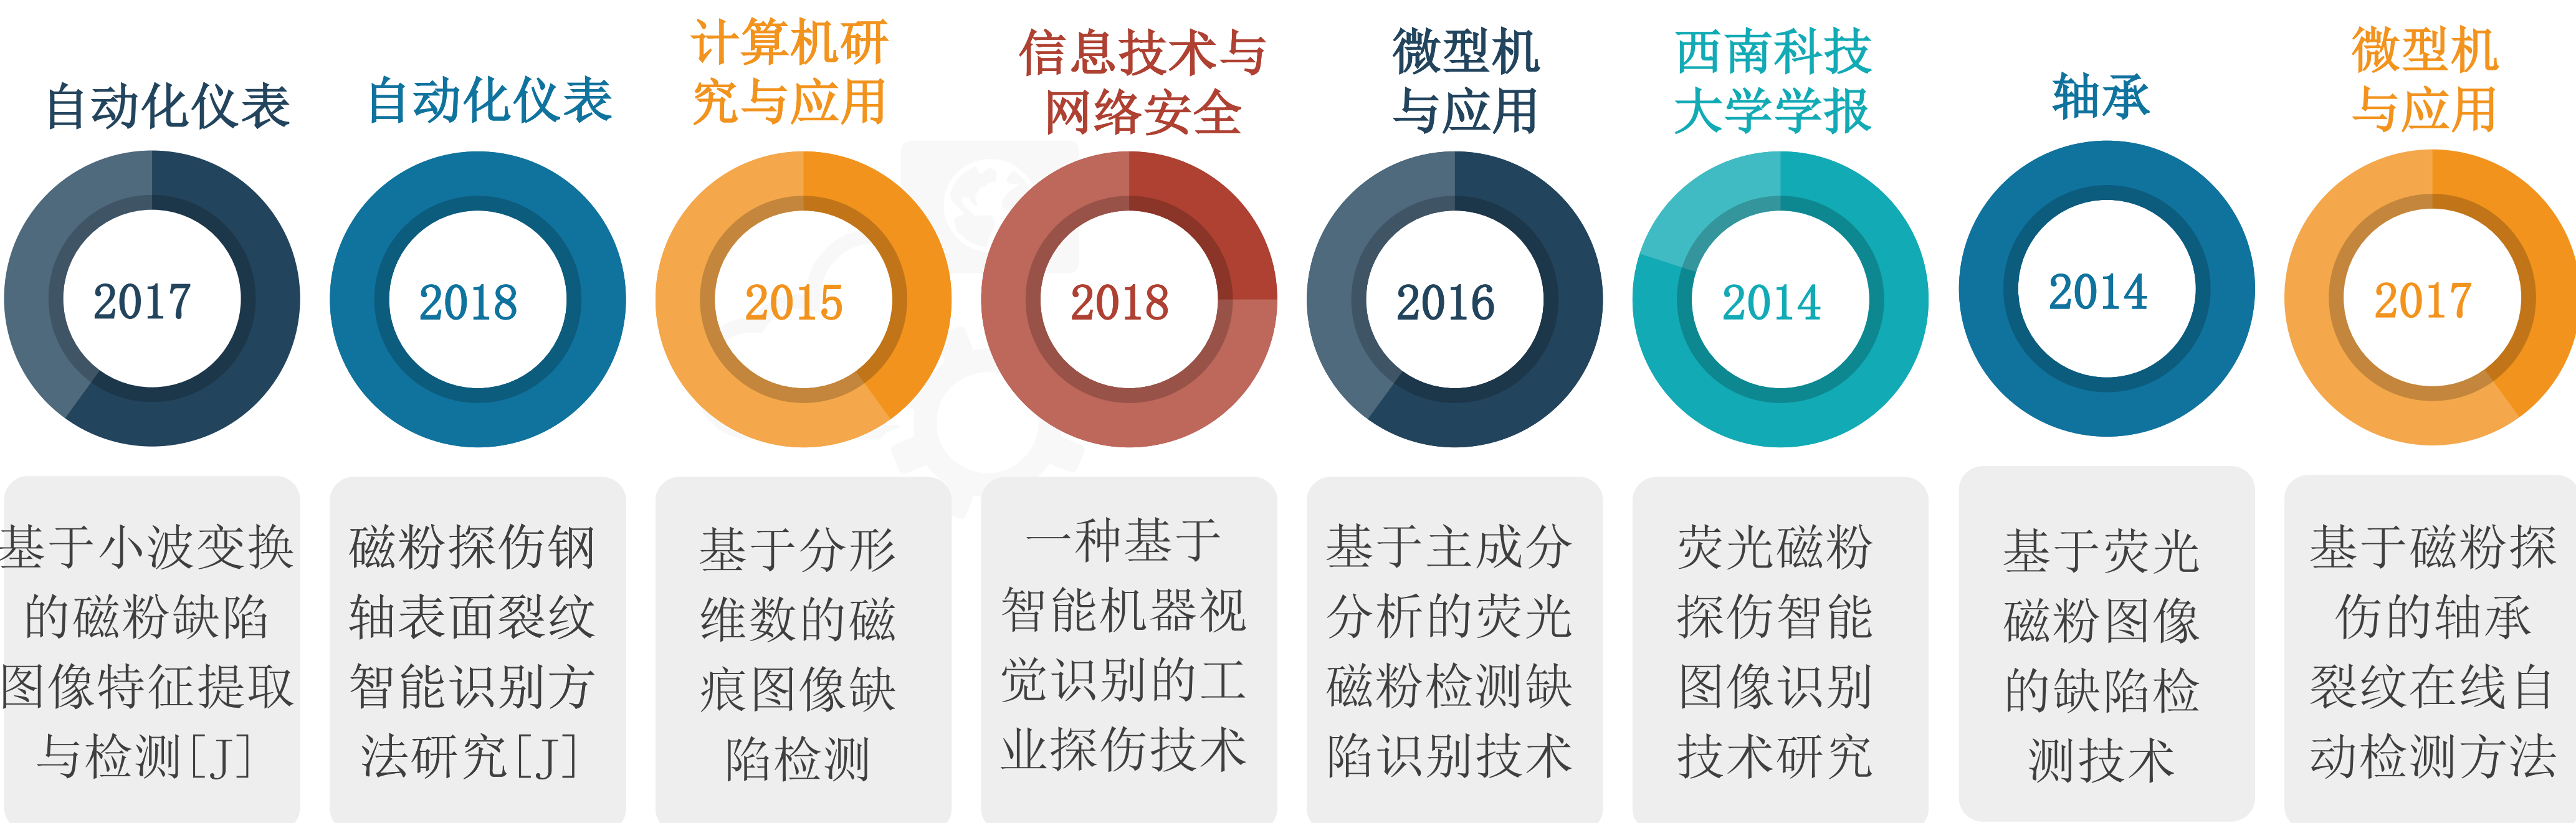 自动化仪表
2017
基于小波变换
的磁粉缺陷
图像特征提取
与检测[J]
自动化仪表
2018
磁粉探伤钢
轴表面裂纹
智能识别方
法研究[J]
计算机研
究与应用
2015
基于分形
维数的磁
痕图像缺
陷检测
信息技术与
网络安全
2018
一种基于
智能机器视
觉识别的工
业探伤技术
微型机
与应用
2016
基于主成分
分析的荧光
磁粉检测缺
陷识别技术
西南科技
大学学报
2014
荧光磁粉
探伤智能
图像识别
技术研究
轴承
2014
基于荧光
磁粉图像
的缺陷检
测技术
微型机
与应用
2017
基于磁粉探
伤的轴承
裂纹在线自
动检测方法